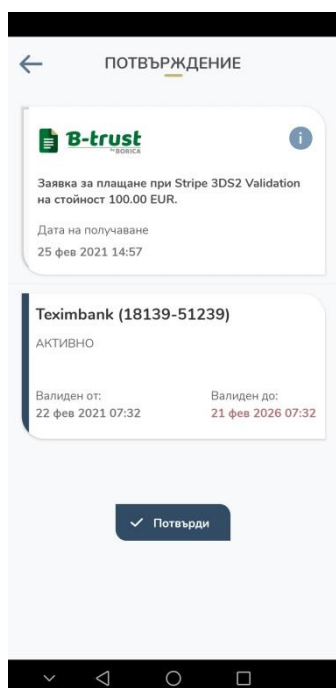 ПОТВЪРЖДЕНИЕ
B-trust
by BORICA
i
Заявка за плащане при Stripe 3DS2 Validation
на стойност 100.00 EUR.
Дата на получаване
25 фев 2021 14:57
Teximbank (18139-51239)
АКТИВНО
Валиден от: Валиден до:
22 фев 2021 07:32 21 фев 2026 07:32
Потвърди